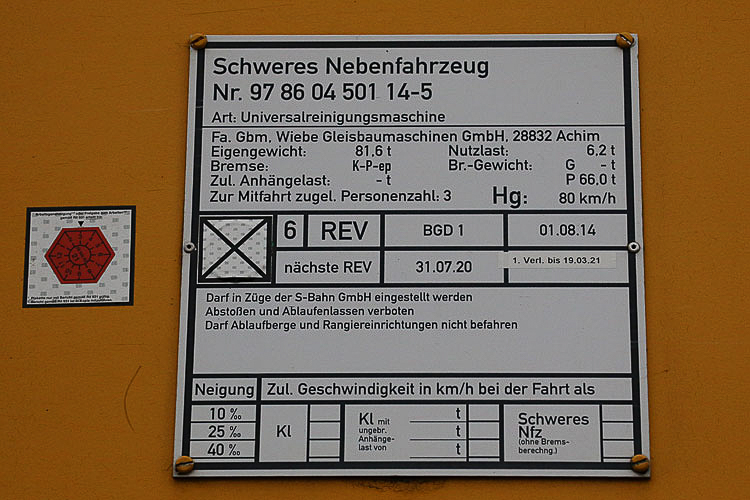 Schweres Nebenfahrzeug
Nr. 97 86 04 501 14-5
Art: Universalreinigungsmaschine
Fa. Gbm, Wiebe Gleisbaumaschinen GmbH, 28832 Achim
Eigengewicht: 81,6 t Nutzlast: 6.2 t
Bremse: K-P-ep Br.-Gewicht: G - t
Zul. Anhängelast: - t P 66,0 t
Zur Mitfahrt zugel. Personenzahl: 3 Hg: 80 km/h
6 REV BGD 1 01.08.14
nächste REV 31.07.20 1. Verl. bis 19.03.21
Darf in Züge der S-Bahn GmbH eingestellt werden
Abstoßen und Ablaufenlassen verboten
Darf Ablaufberge und Rangiereinrichtungen nicht befahren
Neigung Zul. Geschwindigkeit in km/h bei der Fahrt als
10 ‰
25 ‰
40 ‰
Kl
Kl mit t
ungebr. t
Anhänge-
last von t
Schweres
Nfz
(ohne Brems-
berechng.)